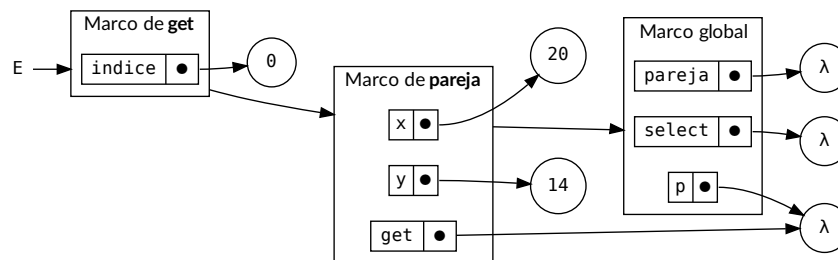 Marco de get
E
indice
0
Marco de pareja
x
20
y
14
get
Marco global
pareja
λ
select
λ
p
λ